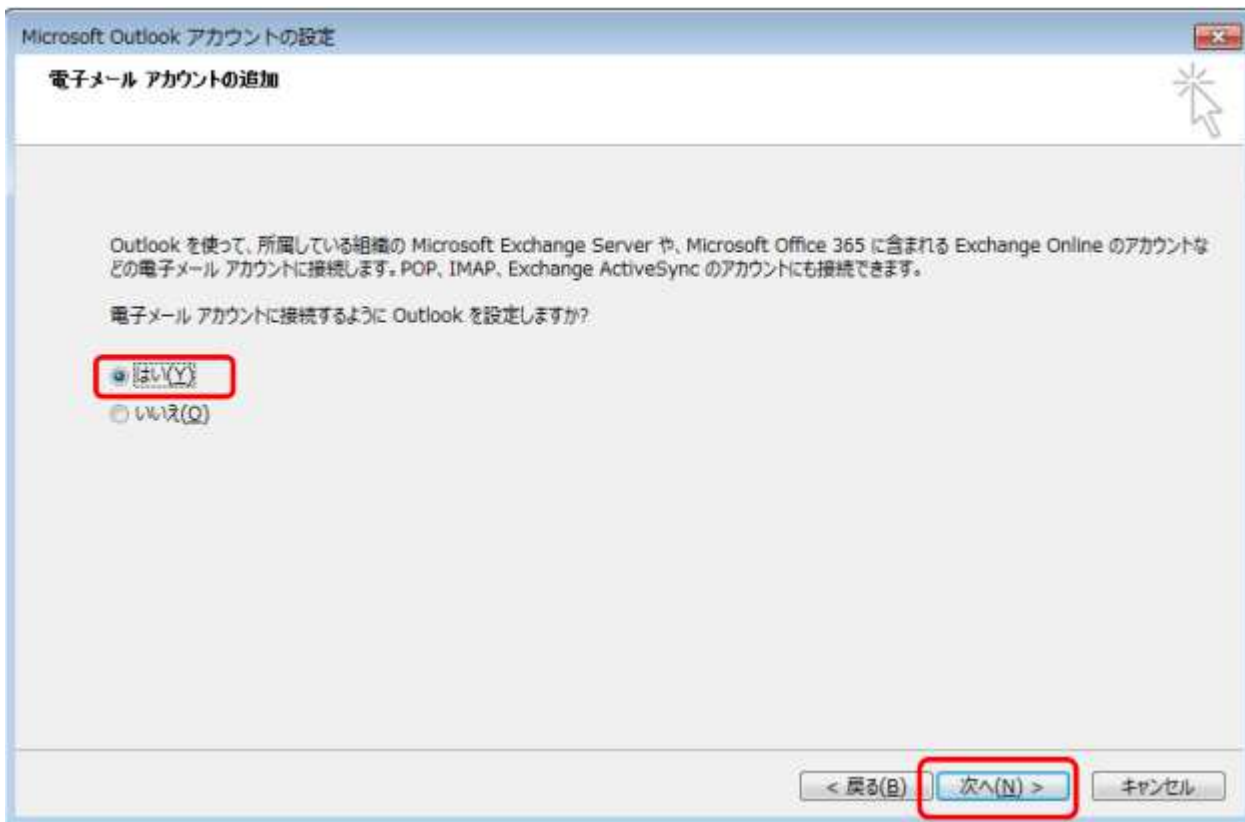 Microsoft Outlook アカウントの設定
電子メール アカウントの追加
Outlook を使って、所属している組織の Microsoft Exchange Server や、Microsoft Office 365 に含まれる Exchange Online のアカウントな
どの電子メール アカウントに接続します。POP、IMAP、Exchange ActiveSync のアカウントにも接続できます。
電子メール アカウントに接続するように Outlook を設定しますか?
はい(Y)
いいえ(O)
< 戻る(B) 次へ(N) > キャンセル